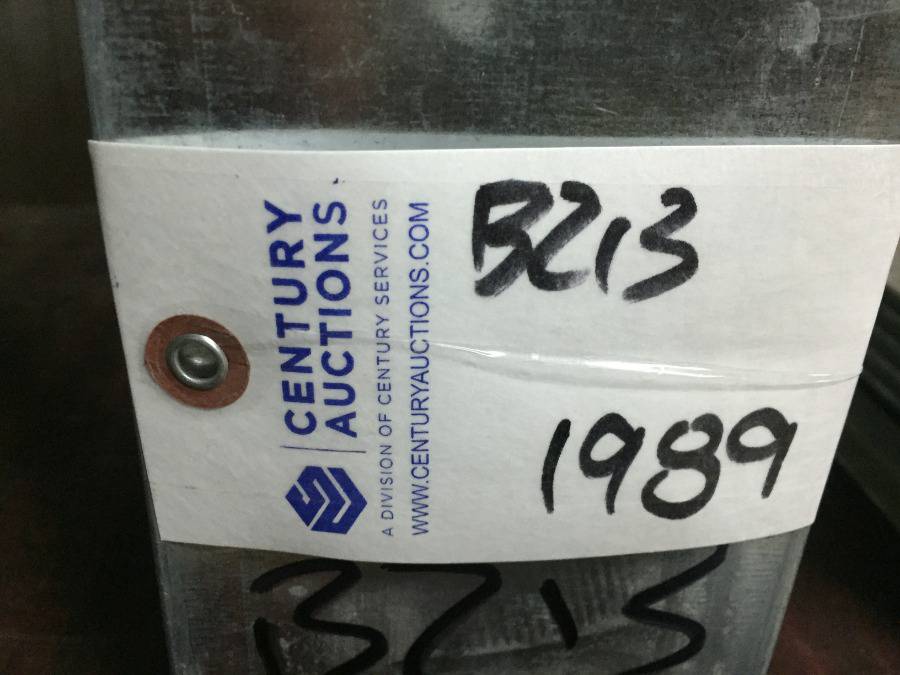 CENTURY
AUCTIONS
A DIVISION OF CENTURY SERVICES
WWW.CENTURYAUCTIONS.COM
B213
1989
B213